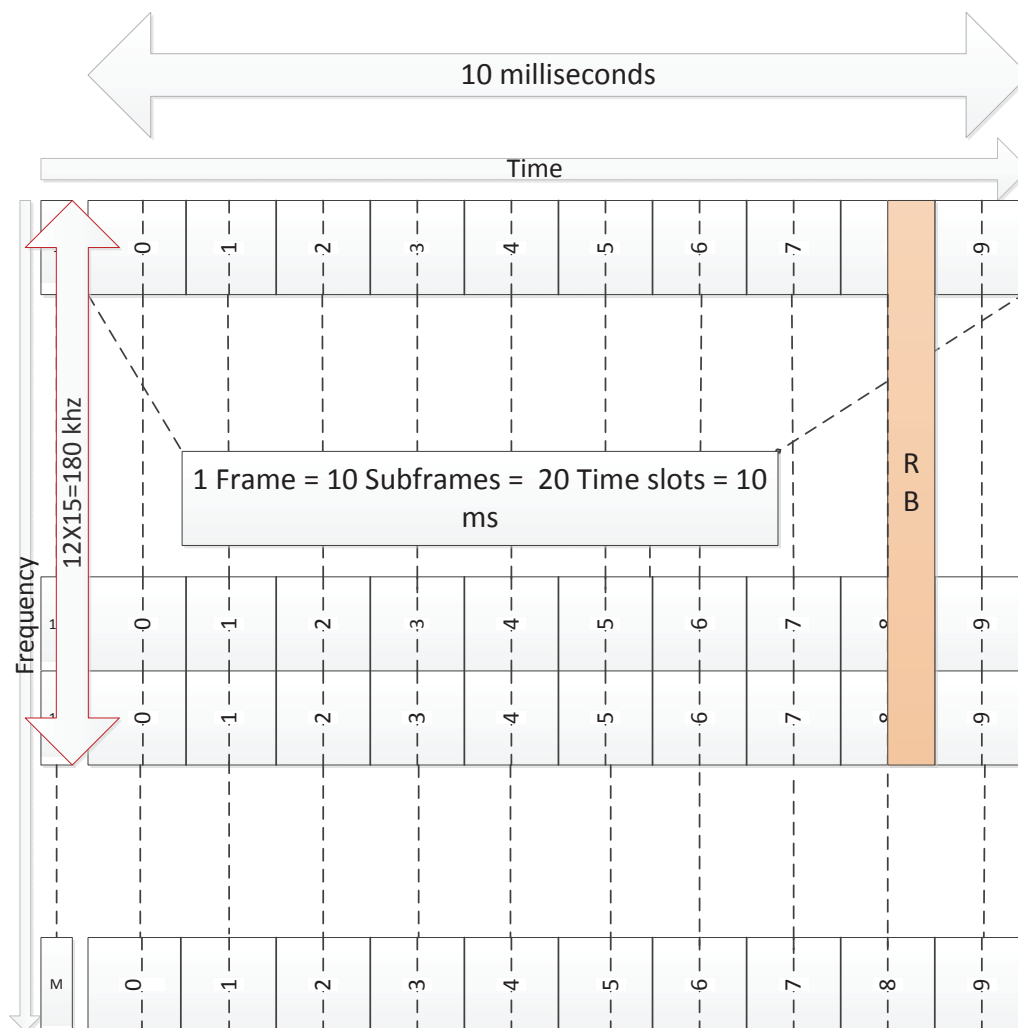 10 milliseconds
Time
0 1 2 3 4 5 6 7 9
12X15=180 khz
1 Frame = 10 Subframes = 20 Time slots = 10
ms
R
B
Frequency
1 0 1 2 3 4 5 6 7 8 9
1 0 1 2 3 4 5 6 7 8 9
M 0 1 2 3 4 5 6 7 8 9